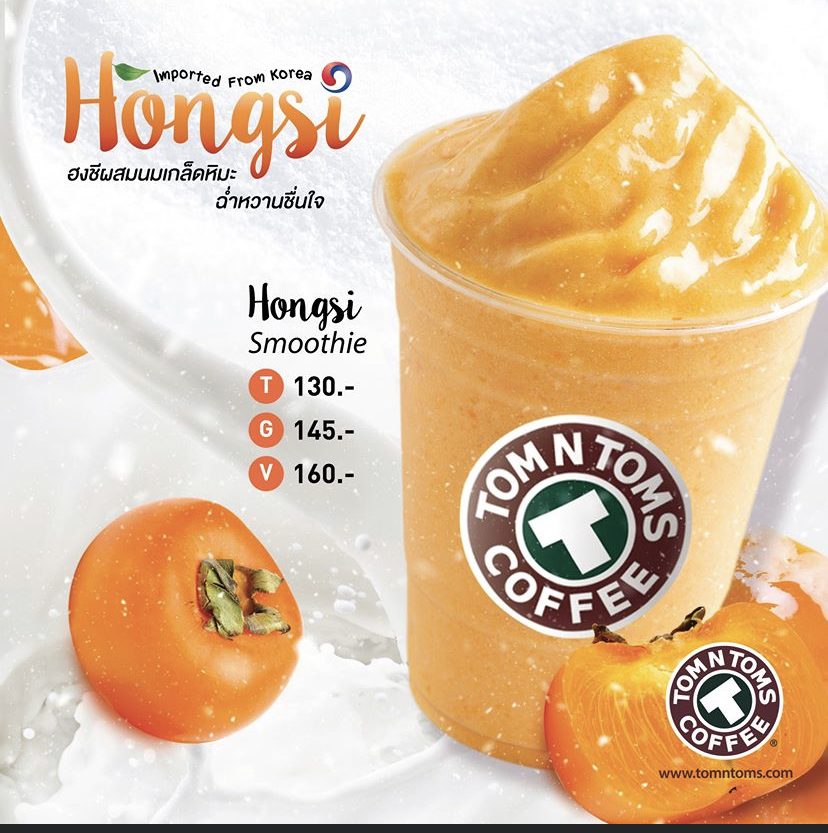 Imported From Korea
Hongsi
ฮงชีผสมนมเกล็ดหิมะ
ฉ่ำหวานชื่นใจ
Hongsi
Smoothie
T 130.-
G 145.-
V 160.-
TOM N TOMS
T
COFFEE
TOM N TOMS
T
COFFEE
®
www.tomntoms.com